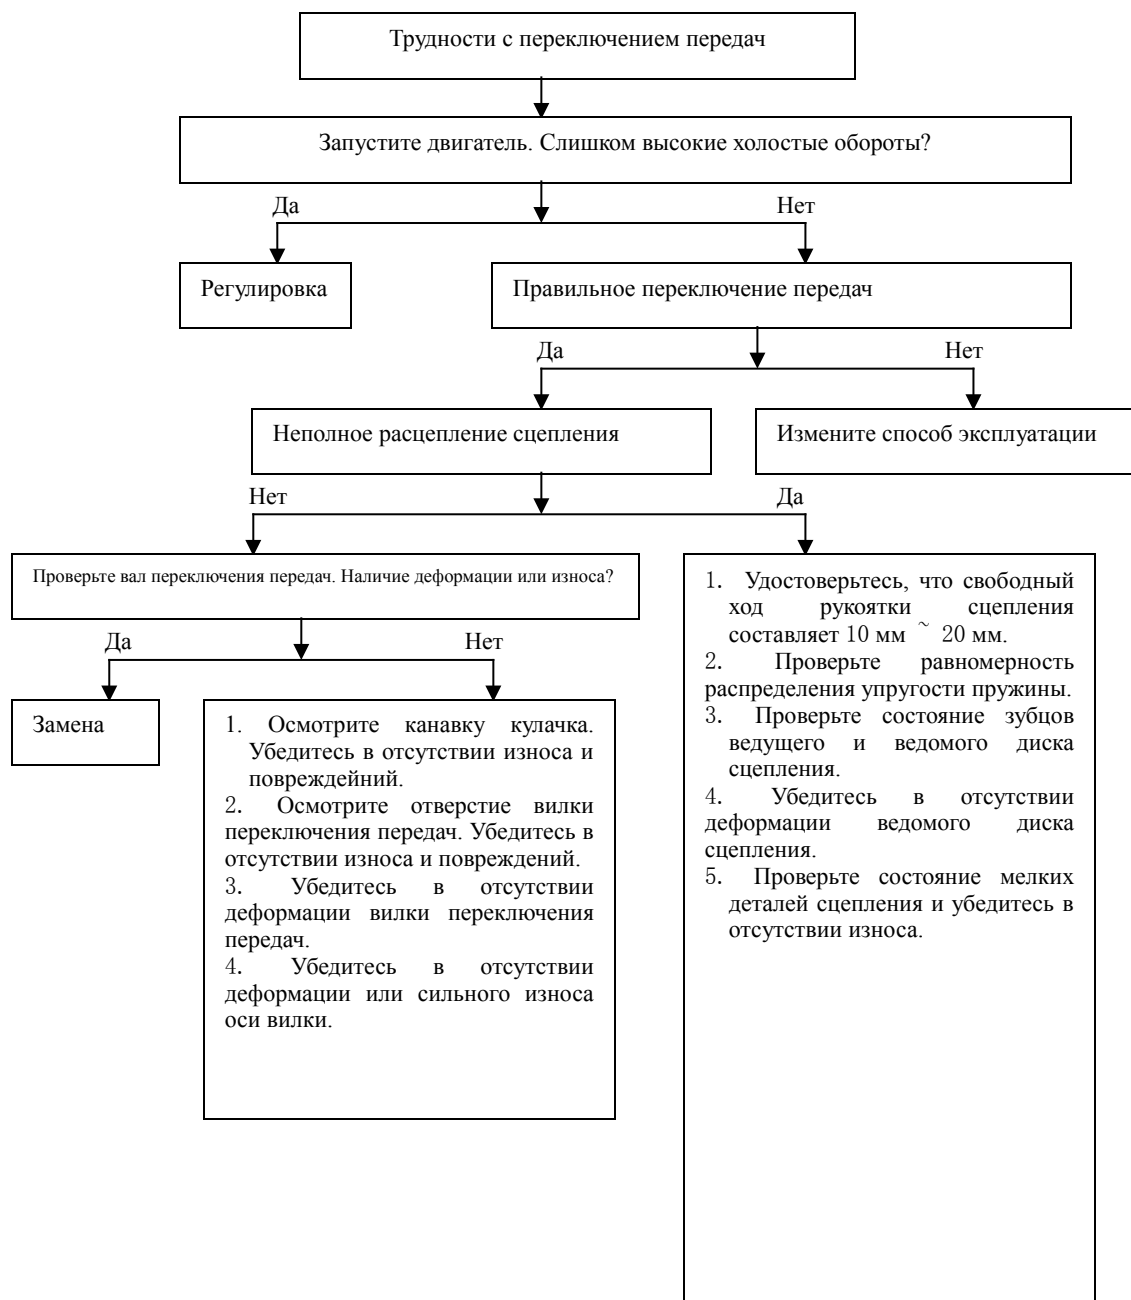 Трудности с переключением передач
Запустите двигатель. Слишком высокие холостые обороты?
Да
Нет
Регулировка
Правильное переключение передач
Да
Нет
Неполное расцепление сцепления
Измените способ эксплуатации
Нет
Да
Проверьте вал переключения передач. Наличие деформации или износа?
Да
Нет
Замена
1. Осмотрите канавку кулачка.
Убедитесь в отсутствии износа и
повреждейний.
2. Осмотрите отверстие вилки
переключения передач. Убедитесь в
отсутствии износа и повреждений.
3. Убедитесь в отсутствии
деформации вилки переключения
передач.
4. Убедитесь в отсутствии
деформации или сильного износа
оси вилки.
1. Удостоверьтесь, что свободный
ход рукоятки сцепления
составляет 10 мм ~ 20 мм.
2. Проверьте равномерность
распределения упругости пружины.
3. Проверьте состояние зубцов
ведущего и ведомого диска
сцепления.
4. Убедитесь в отсутствии
деформации ведомого диска
сцепления.
5. Проверьте состояние мелких
деталей сцепления и убедитесь в
отсутствии износа.